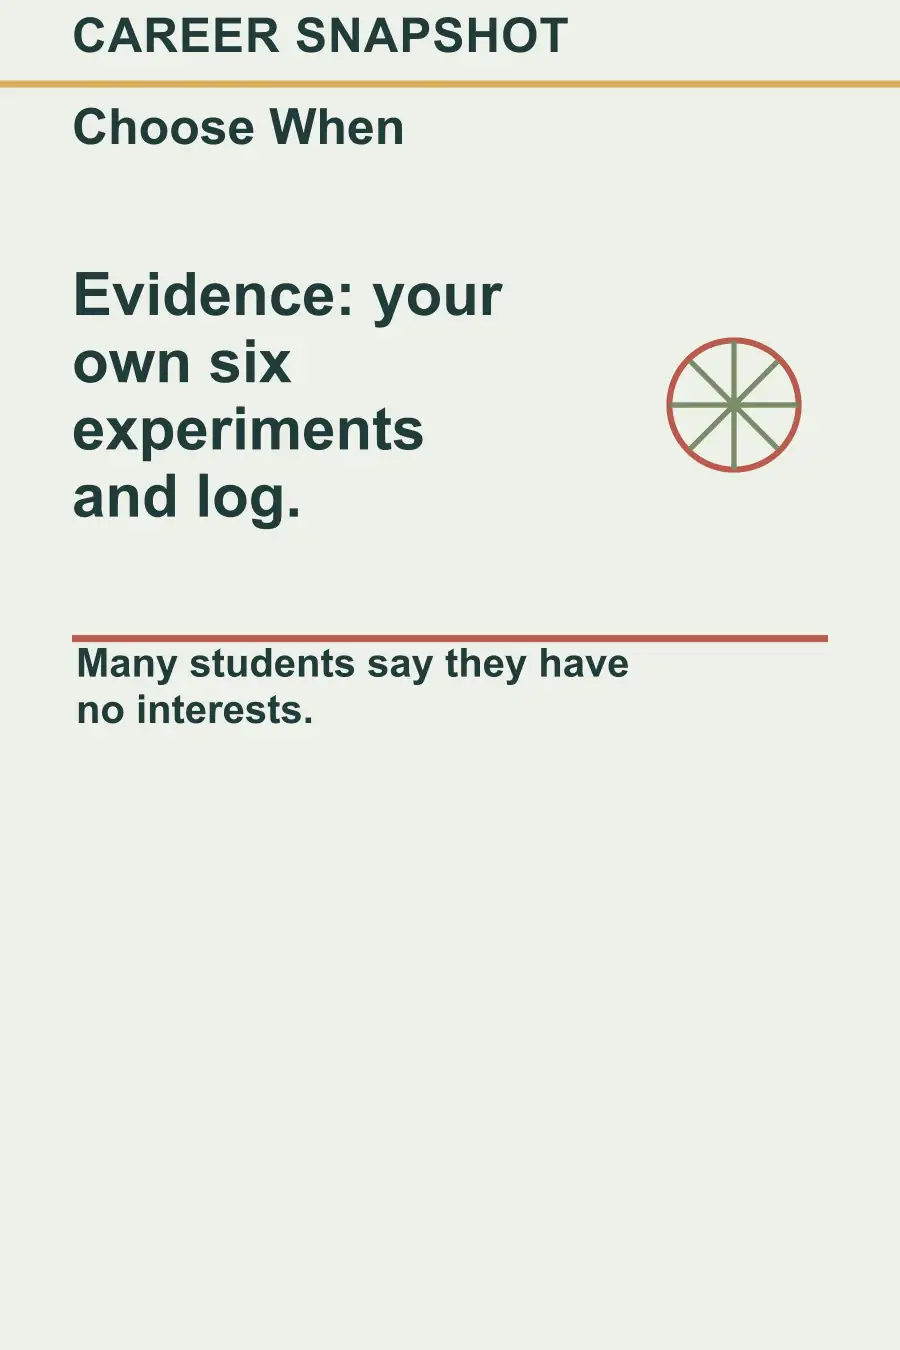 CAREER SNAPSHOT
Choose When
Evidence: your
own six
experiments
and log.
Many students say they have
no interests.